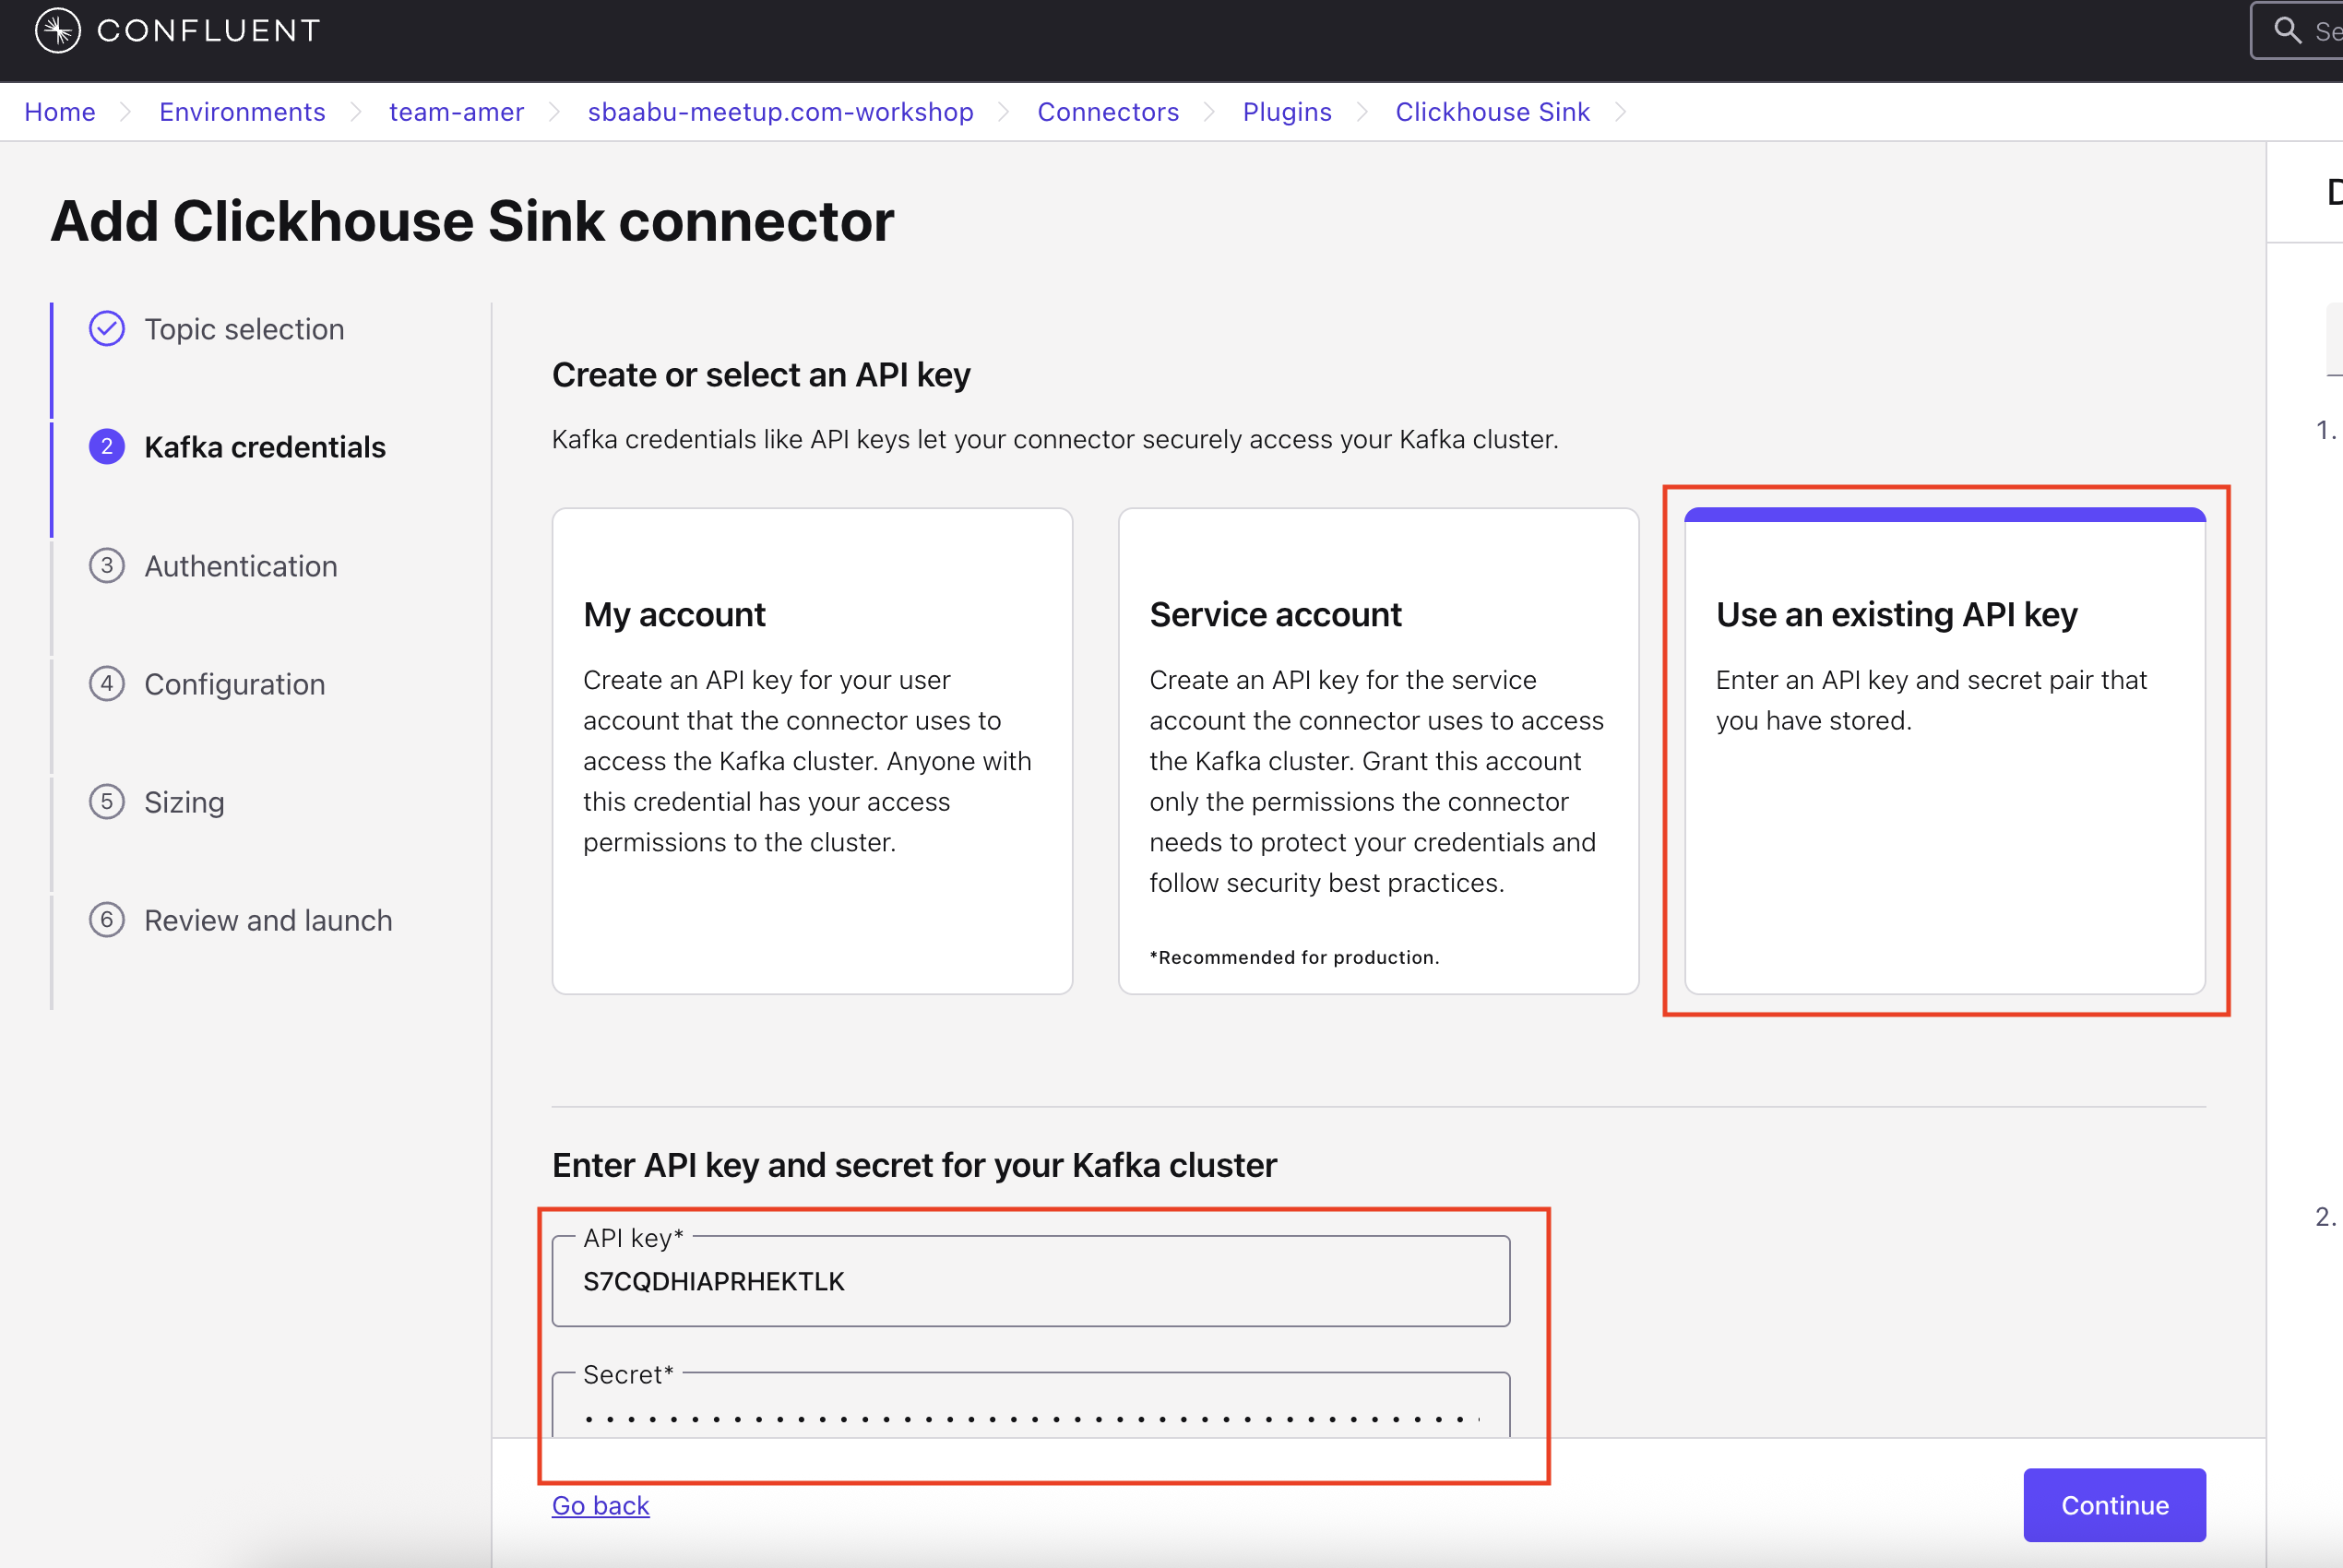 CONFLUENT
Se
Home
Environments
team-amer
sbaabu-meetup.com-workshop
Connectors
Plugins
Clickhouse Sink
D
Add Clickhouse Sink connector
Topic selection
2 Kafka credentials
3 Authentication
4 Configuration
5 Sizing
6 Review and launch
Create or select an API key
Kafka credentials like API keys let your connector securely access your Kafka cluster.
My account
Create an API key for your user
account that the connector uses to
access the Kafka cluster. Anyone with
this credential has your access
permissions to the cluster.
Service account
Create an API key for the service
account the connector uses to access
the Kafka cluster. Grant this account
only the permissions the connector
needs to protect your credentials and
follow security best practices.
*Recommended for production.
Use an existing API key
Enter an API key and secret pair that
you have stored.
Enter API key and secret for your Kafka cluster
API key*
S7CQDHIAPRHEKTLK
Secret*
Go back
Continue
1.
2.